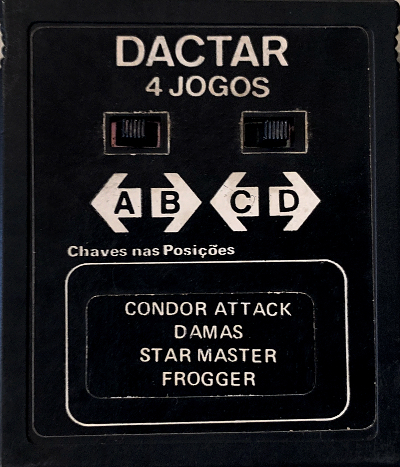 DACTAR
4 JOGOS
A B C D
Chaves nas Posições
CONDOR ATTACK
DAMAS
STAR MASTER
FROGGER